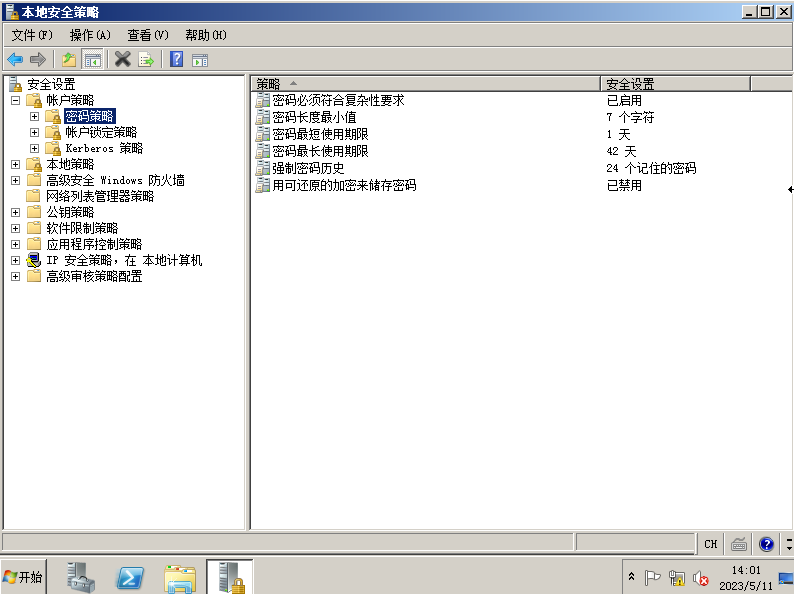 本地安全策略
文件(F) 操作(A) 查看(V) 帮助(H)
安全设置
帐户策略
密码策略
帐户锁定策略
Kerberos 策略
本地策略
高级安全 Windows 防火墙
网络列表管理器策略
公钥策略
软件限制策略
应用程序控制策略
IP 安全策略，在 本地计算机
高级审核策略配置
策略 安全设置
密码必须符合复杂性要求 已启用
密码长度最小值 7 个字符
密码最短使用期限 1 天
密码最长使用期限 42 天
强制密码历史 24 个记住的密码
用可还原的加密来储存密码 已禁用
CH
开始
14:01
2023/5/11